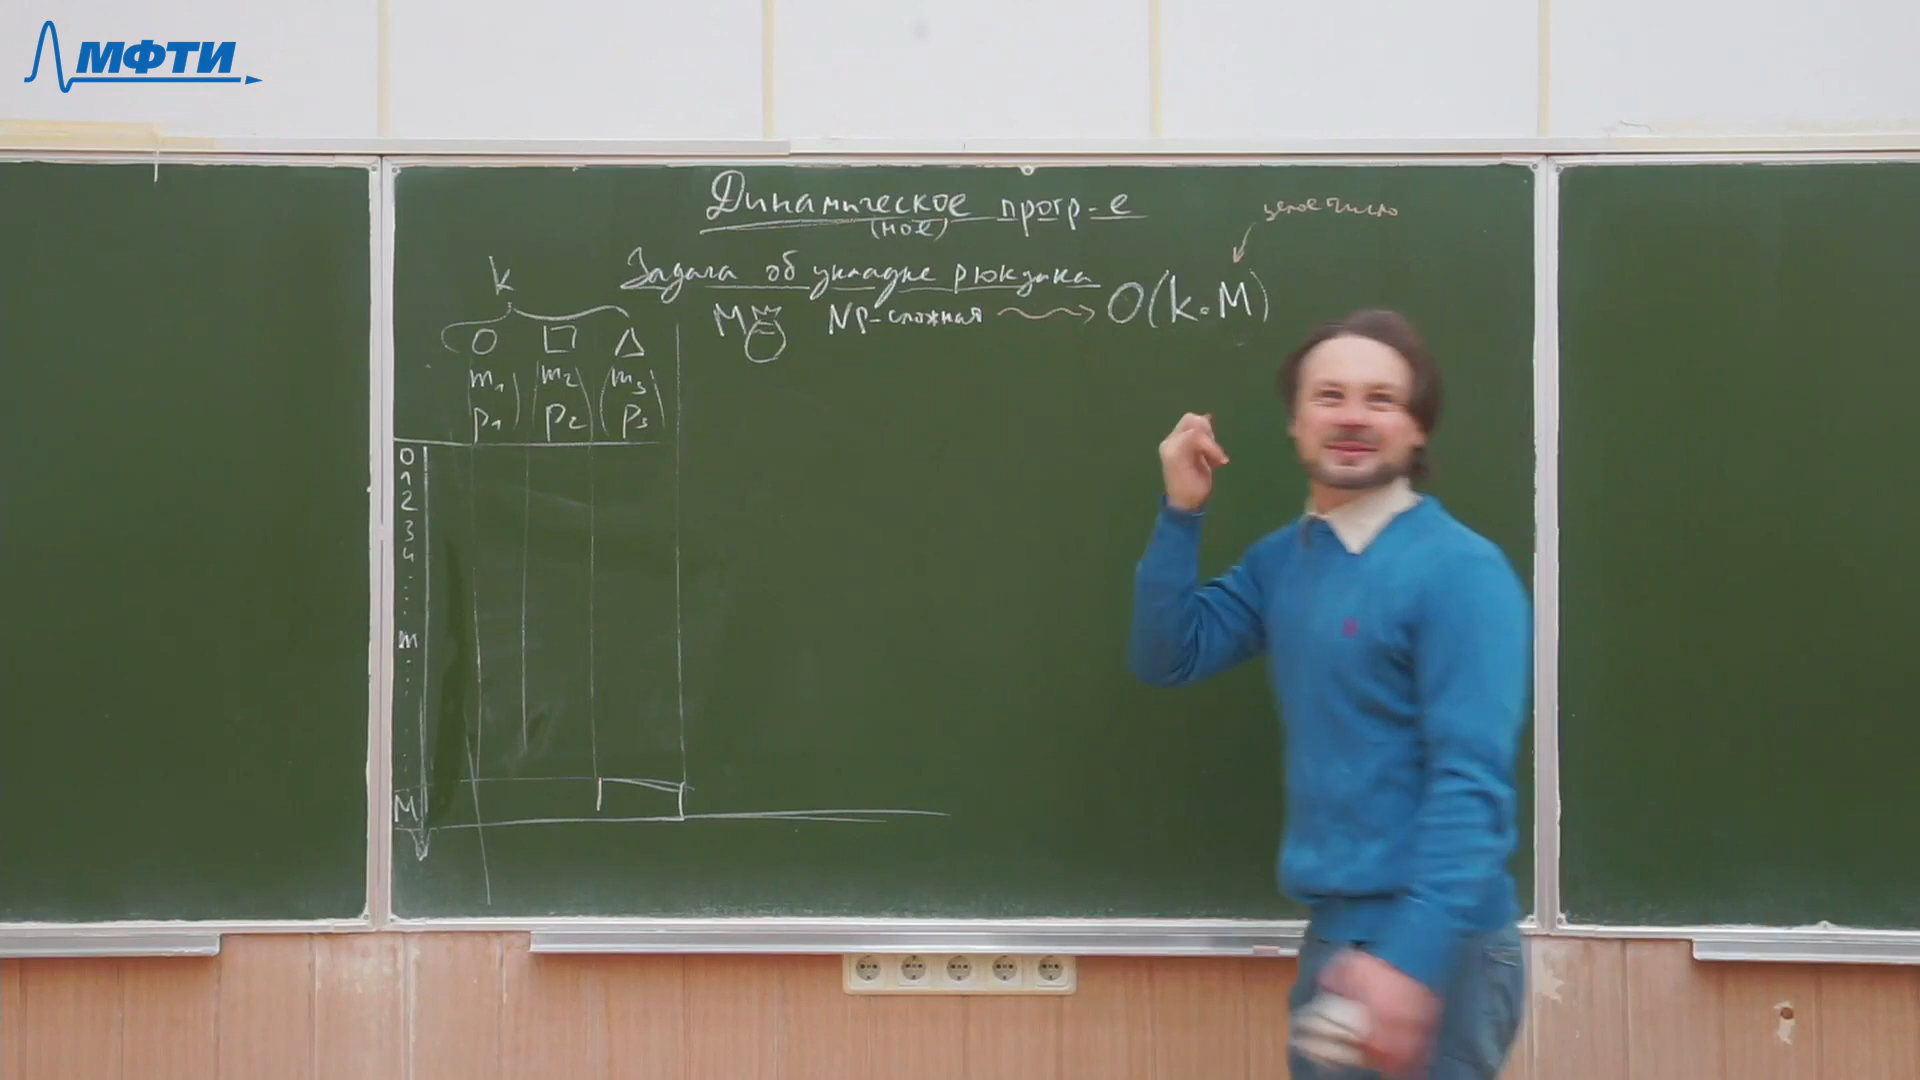 МФТИ
Динамическое прогр-е
(ное)
целое число
Задача об укладке рюкзака
k
M NP-сложная O(k·M)
m₁ m₂ m₃
p₁ p₂ p₃
0
1
2
3
4
m
M